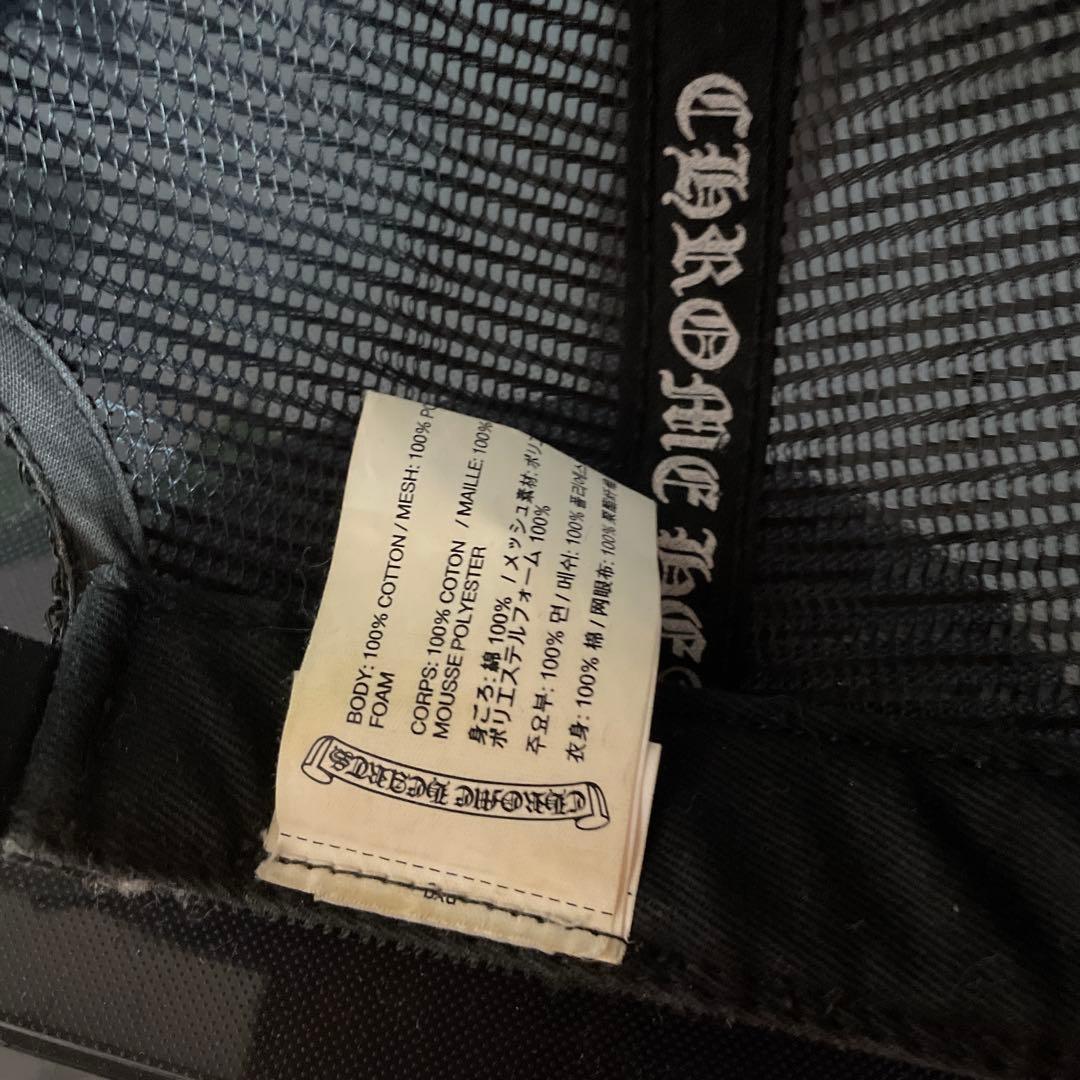 CHROME HE
BODY: 100% COTTON / MESH: 100%
FOAM
CORPS: 100% COTON / MAILLE: 100%
MOUSSE POLYESTER
身ごろ: 綿 100% / メッシュ素材: ポリ
ポリエステルフォーム 100%
주요부: 100% 면 / 매쉬: 100% 폴리에스
衣身: 100% 棉 / 网眼布: 100%
CHROME HEARTS